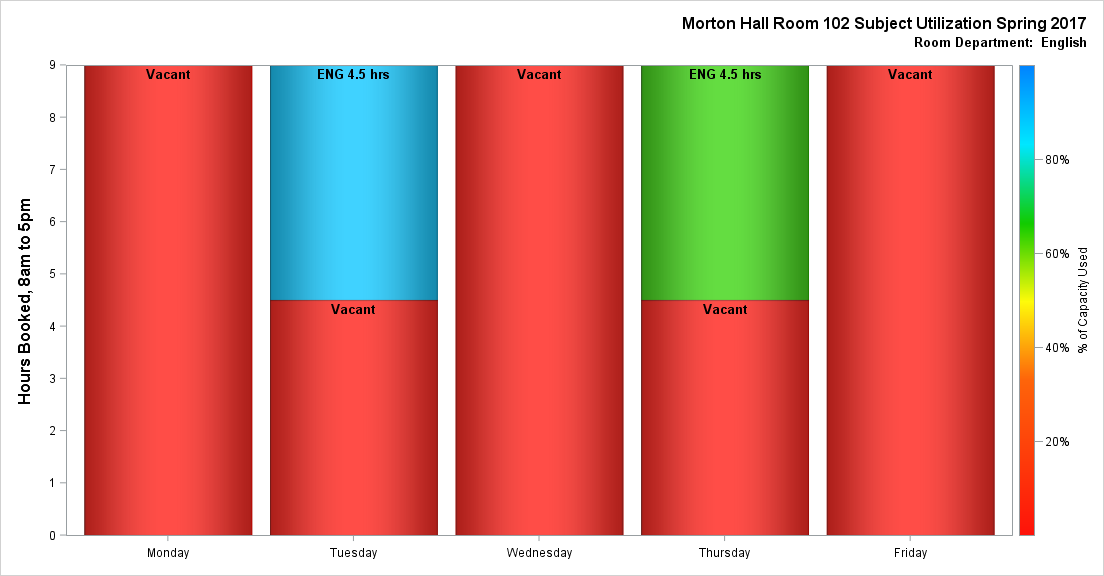 Morton Hall Room 102 Subject Utilization Spring 2017
Room Department: English
Hours Booked, 8am to 5pm
9
8
7
6
5
4
3
2
1
0
Vacant
ENG 4.5 hrs
Vacant
ENG 4.5 hrs
Vacant
Vacant
Vacant
Monday
Tuesday
Wednesday
Thursday
Friday
80%
60%
40%
20%
% of Capacity Used